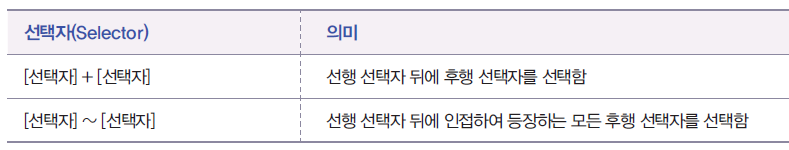 선택자(Selector) 의미
[선택자] + [선택자] 선행 선택자 뒤에 후행 선택자를 선택함
[선택자] ～ [선택자] 선행 선택자 뒤에 인접하여 등장하는 모든 후행 선택자를 선택함